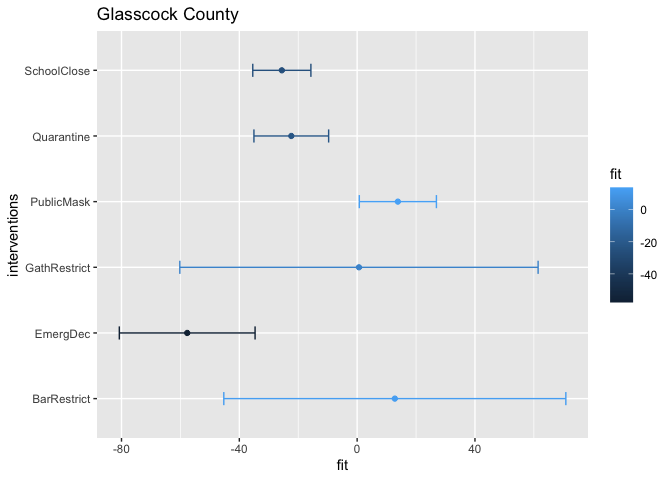 Glasscock County
SchoolClose
Quarantine
PublicMask
GathRestrict
EmergDec
BarRestrict
interventions
-80
-40
0
40
fit
fit
0
-20
-40